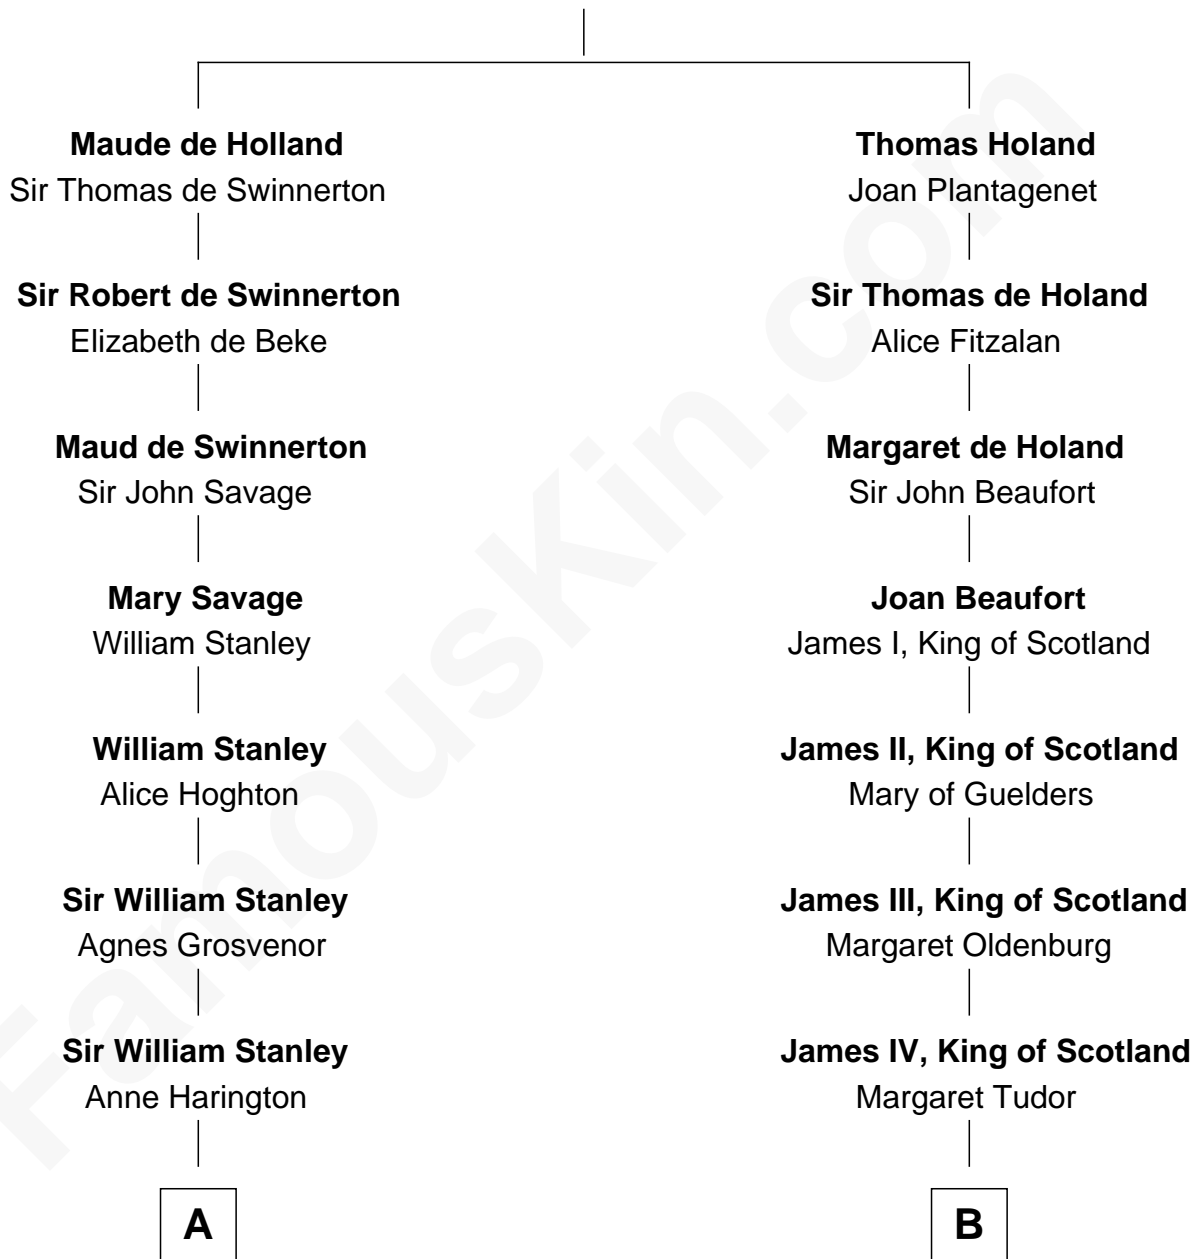 Maude de Holland
Sir Thomas de Swinnerton
Sir Robert de Swinnerton
Elizabeth de Beke
Maud de Swinnerton
Sir John Savage
Mary Savage
William Stanley
William Stanley
Alice Hoghton
Sir William Stanley
Agnes Grosvenor
Sir William Stanley
Anne Harington
A
Thomas Holand
Joan Plantagenet
Sir Thomas de Holand
Alice Fitzalan
Margaret de Holand
Sir John Beaufort
Joan Beaufort
James I, King of Scotland
James II, King of Scotland
Mary of Guelders
James III, King of Scotland
Margaret Oldenburg
James IV, King of Scotland
Margaret Tudor
B
FamousKin.com